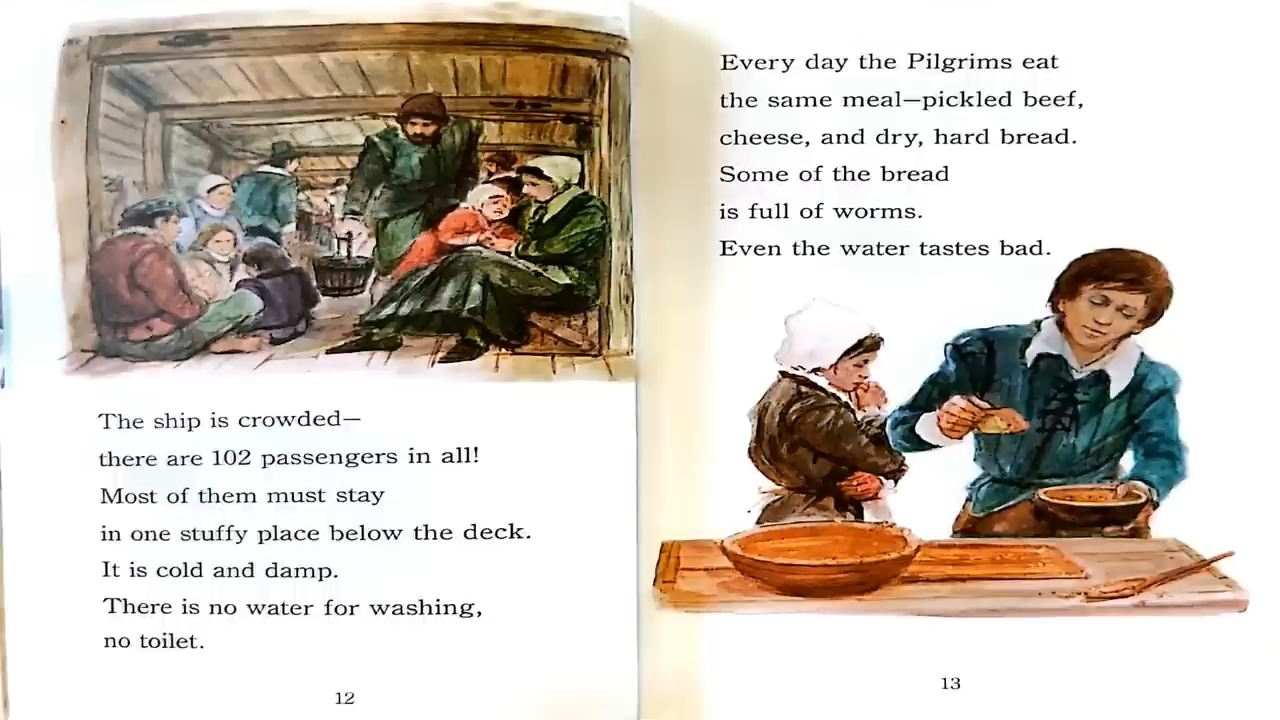 The ship is crowded—
there are 102 passengers in all!
Most of them must stay
in one stuffy place below the deck.
It is cold and damp.
There is no water for washing,
no toilet.
12
Every day the Pilgrims eat
the same meal—pickled beef,
cheese, and dry, hard bread.
Some of the bread
is full of worms.
Even the water tastes bad.
13